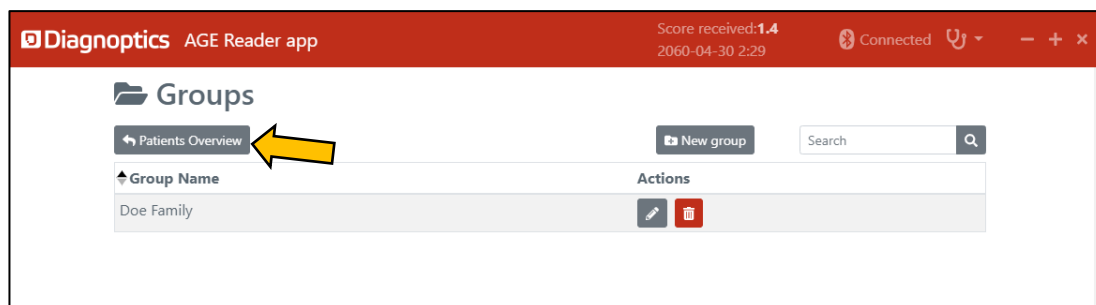 Diagnoptics AGE Reader app
Score received:1.4
2060-04-30 2:29
Connected
Groups
Patients Overview
New group
Search
Group Name
Actions
Doe Family